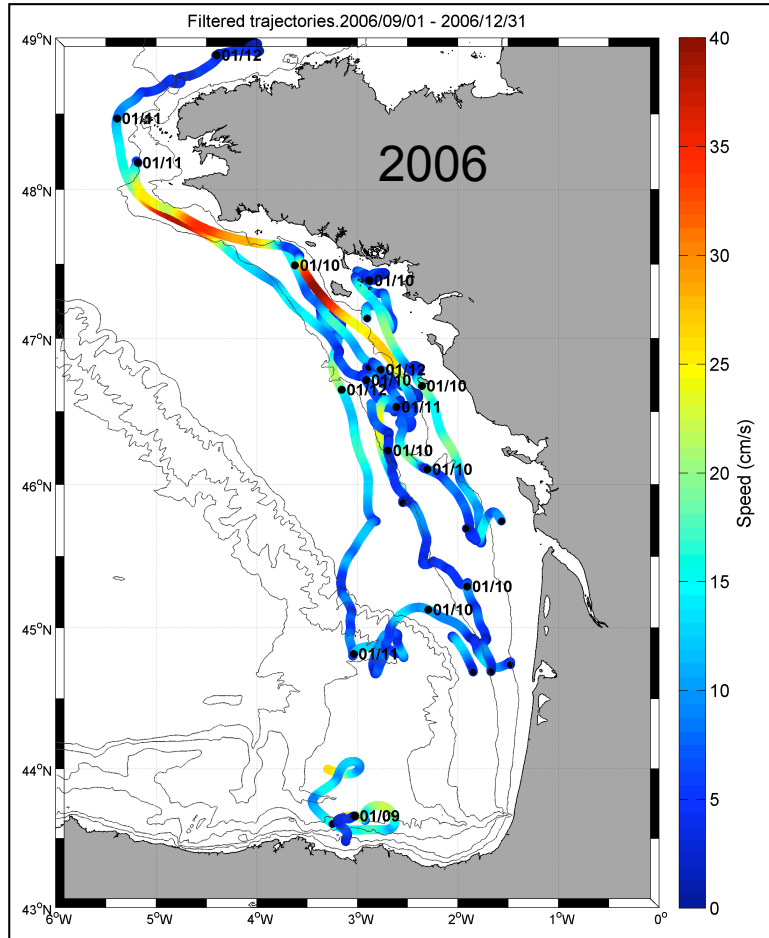 Filtered trajectories.2006/09/01 - 2006/12/31
49°N
48°N
47°N
46°N
45°N
44°N
43°N
6°W
5°W
4°W
3°W
2°W
1°W
0°
2006
01/12
01/11
01/11
01/10
01/10
01/12
01/10
01/10
01/12
01/11
01/10
01/10
01/10
01/10
01/11
01/09
40
35
30
25
20
15
10
5
0
Speed (cm/s)